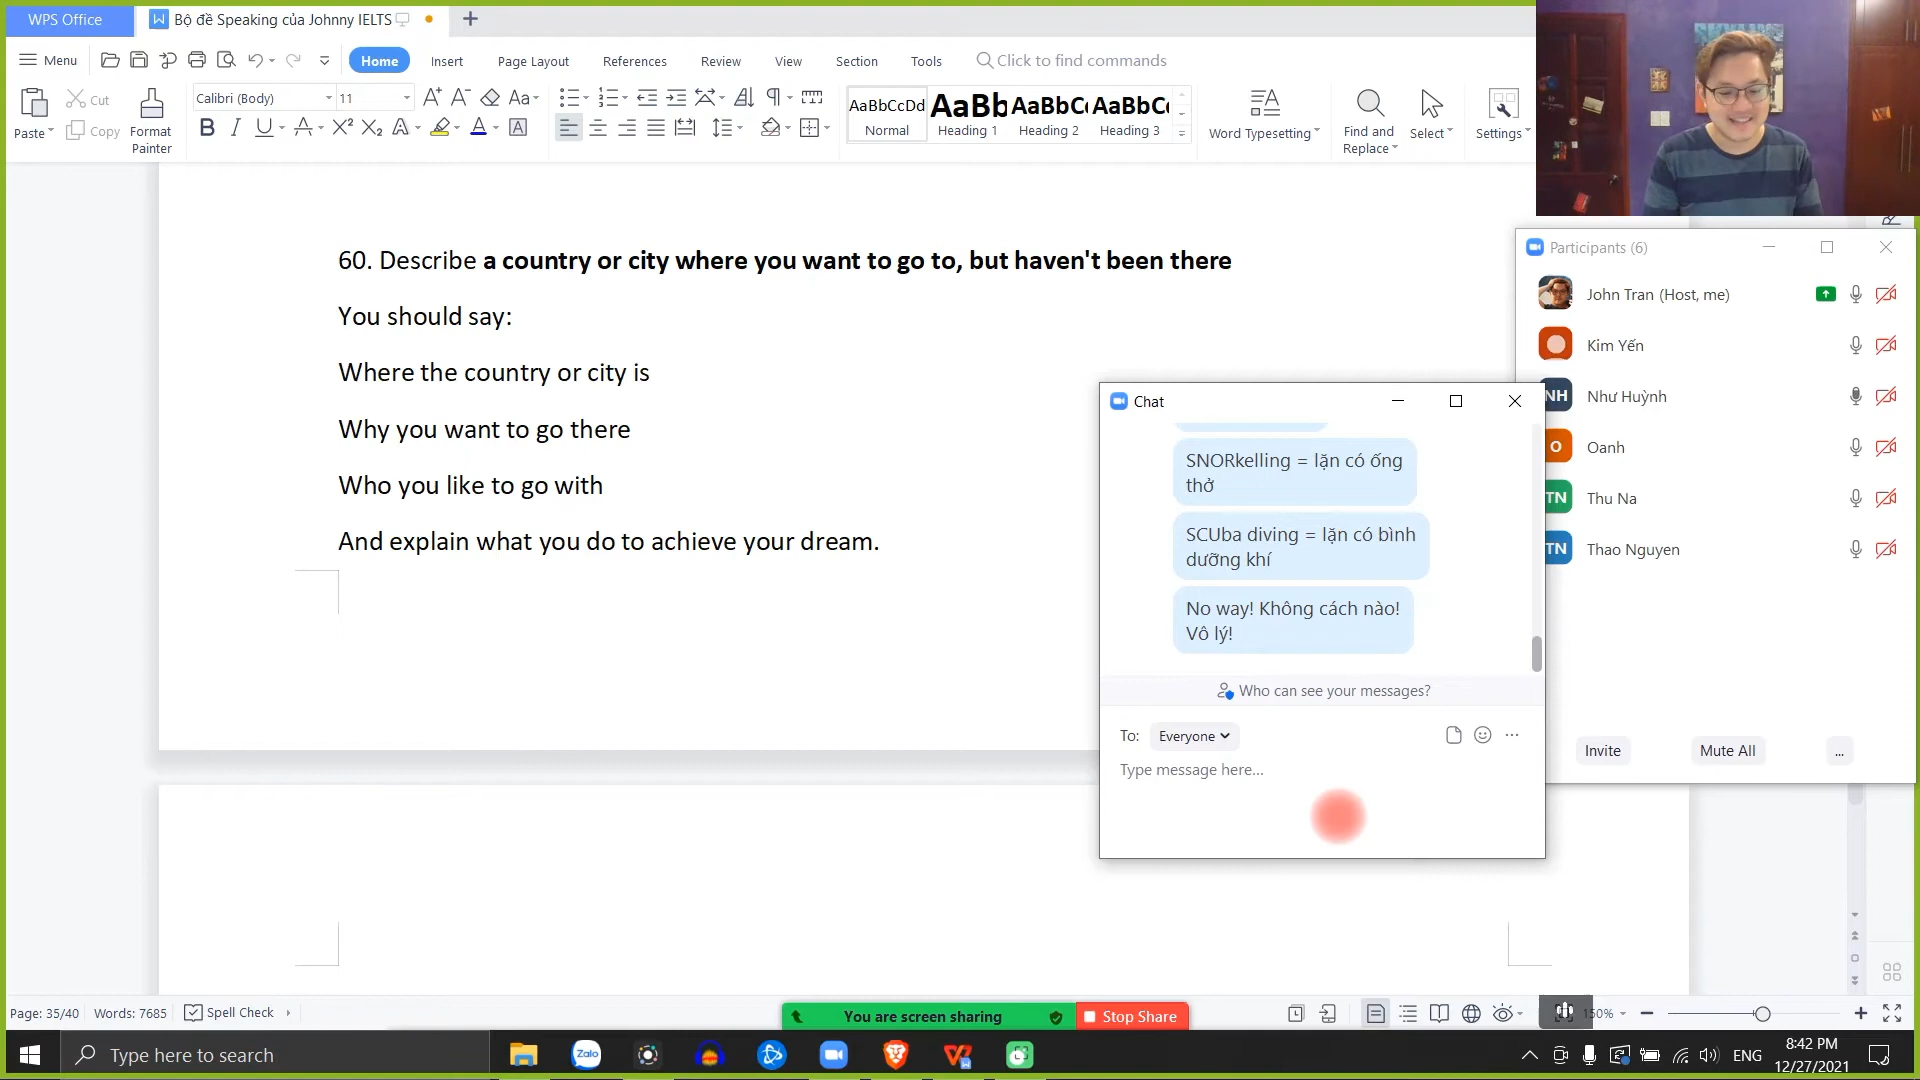 WPS Office
Bộ đề Speaking của Johnny IELTS
Menu
Home
Insert
Page Layout
References
Review
View
Section
Tools
Click to find commands
Paste
Cut
Copy
Format
Painter
Calibri (Body)
11
AaBbCcDd
Normal
AaBb
Heading 1
AaBbC
Heading 2
AaBbC
Heading 3
Word Typesetting
Find and
Replace
Select
Settings
60. Describe a country or city where you want to go to, but haven't been there
You should say:
Where the country or city is
Why you want to go there
Who you like to go with
And explain what you do to achieve your dream.
Participants (6)
John Tran (Host, me)
Kim Yến
NH
Như Huỳnh
O
Oanh
TN
Thu Na
TN
Thao Nguyen
Invite
Mute All
...
Chat
SNORkelling = lặn có ống
thở
SCUba diving = lặn có bình
dưỡng khí
No way! Không cách nào!
Vô lý!
Who can see your messages?
To:
Everyone
Type message here...
Page: 35/40
Words: 7685
Spell Check
You are screen sharing
Stop Share
150%
Type here to search
Zalo
ENG
8:42 PM
12/27/2021